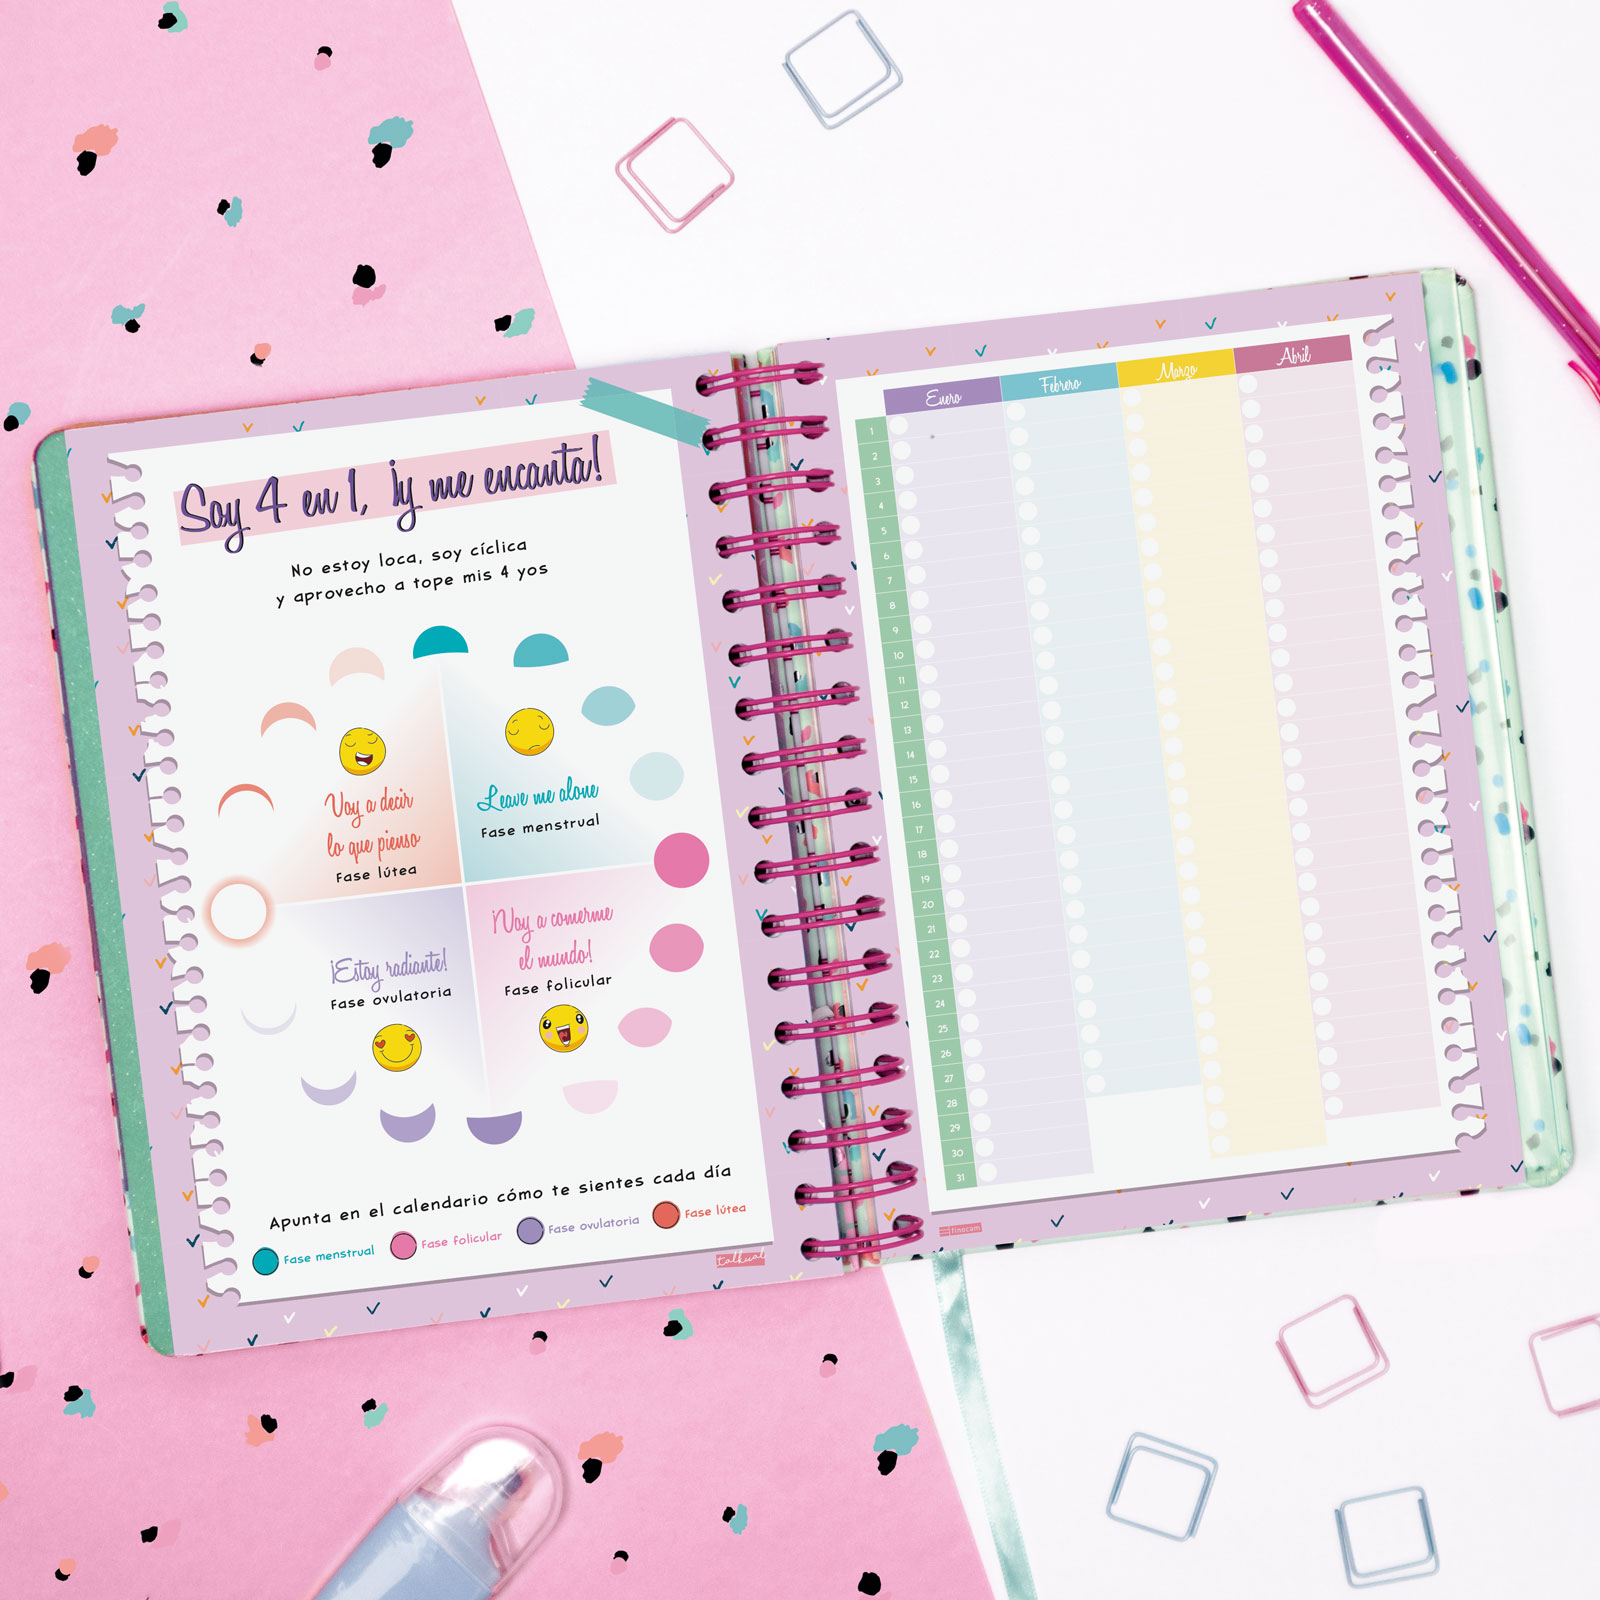 Soy 4 en 1, ¡y me encanta!
No estoy loca, soy cíclica
y aprovecho a tope mis 4 yos
Voy a decir
lo que pienso
Fase lútea
Leave me alone
Fase menstrual
¡Estoy radiante!
Fase ovulatoria
¡Voy a comerme
el mundo!
Fase folicular
Apunta en el calendario cómo te sientes cada día
Fase menstrual
Fase folicular
Fase ovulatoria
Fase lútea
talkual
Enero
Febrero
Marzo
Abril
1
2
3
4
5
6
7
8
9
10
11
12
13
14
15
16
17
18
19
20
21
22
23
24
25
26
27
28
29
30
31
finocam